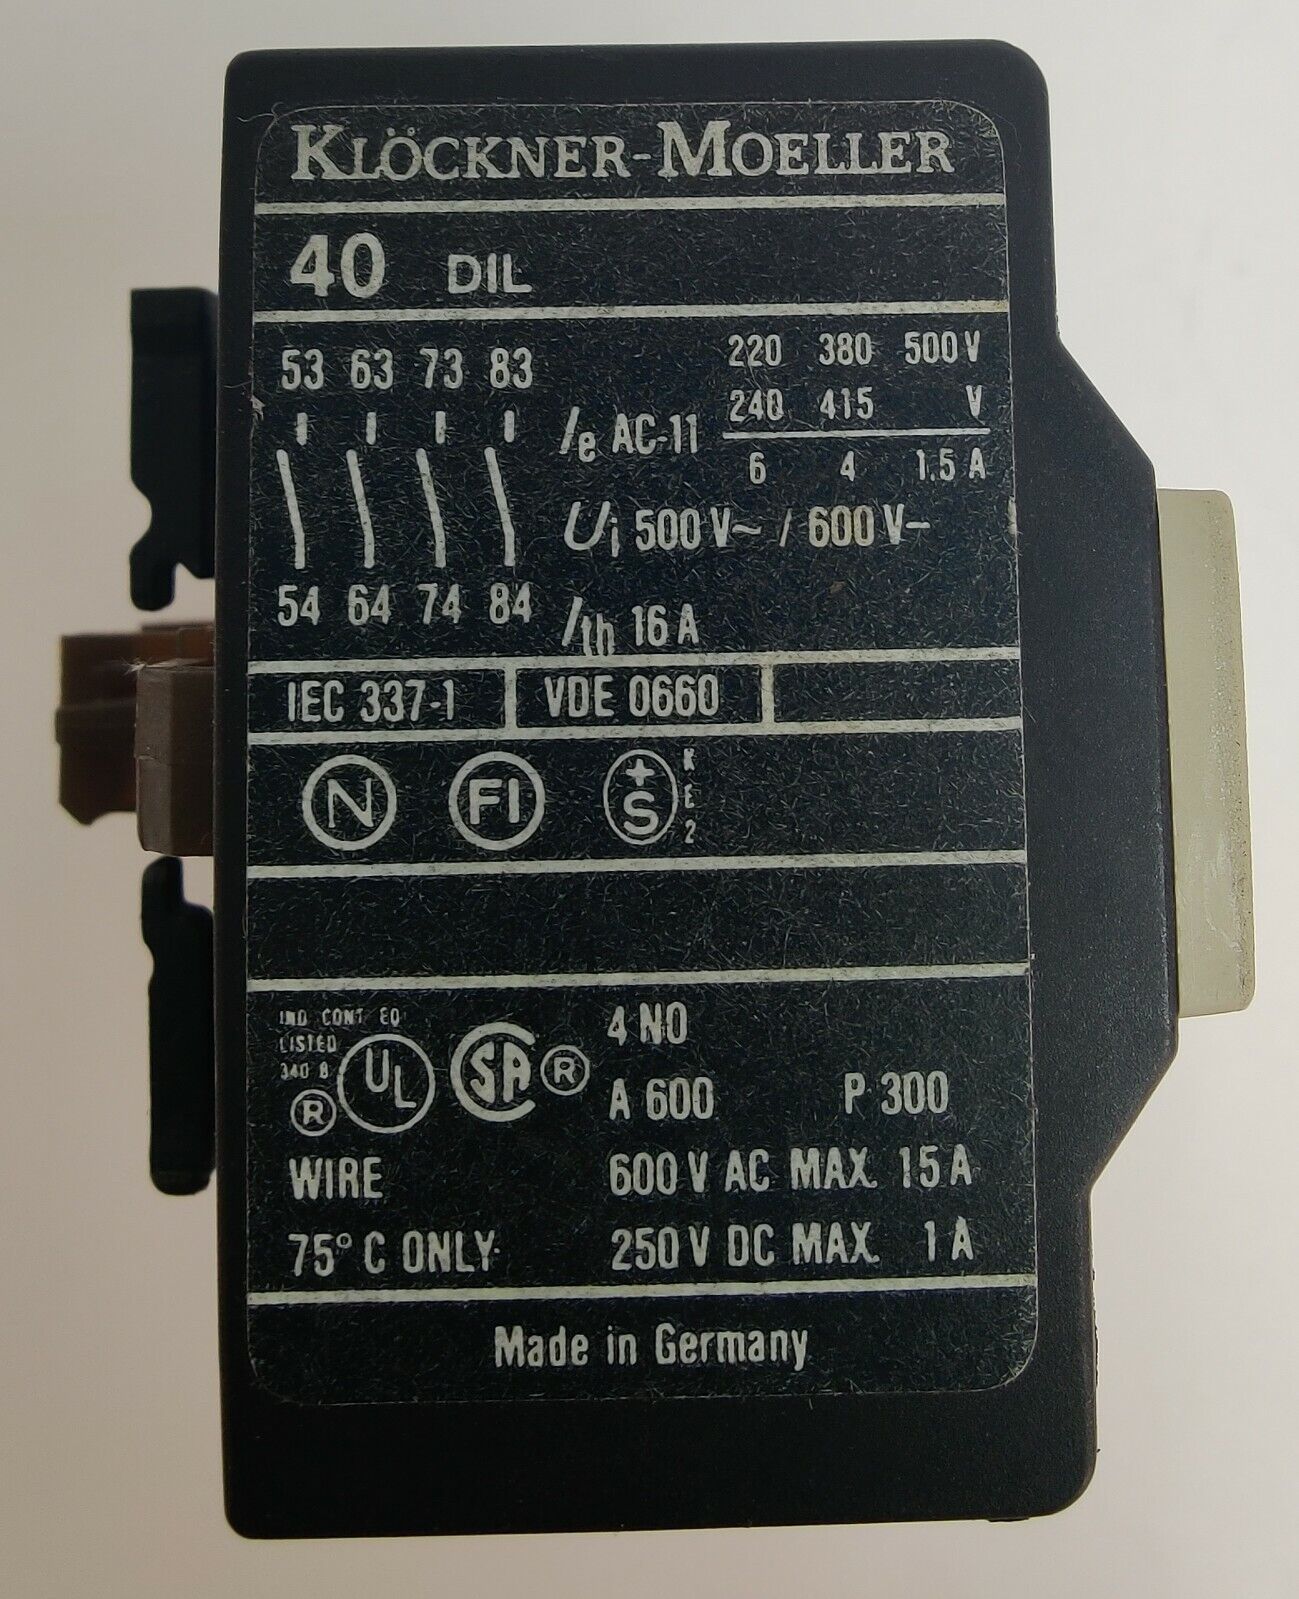 KLÖCKNER-MOELLER
40 DIL
53 63 73 83
220 380 500 V
240 415 V
Ie AC-11
6 4 1.5 A
Ui 500 V~ / 600 V-
54 64 74 84
Ith 16 A
IEC 337-1 VDE 0660
N FI +S KE2
IND CONT EQ
LISTED
340 B
® UL SA ®
4 NO
A 600 P 300
WIRE 600 V AC MAX. 15 A
75° C ONLY 250 V DC MAX. 1 A
Made in Germany